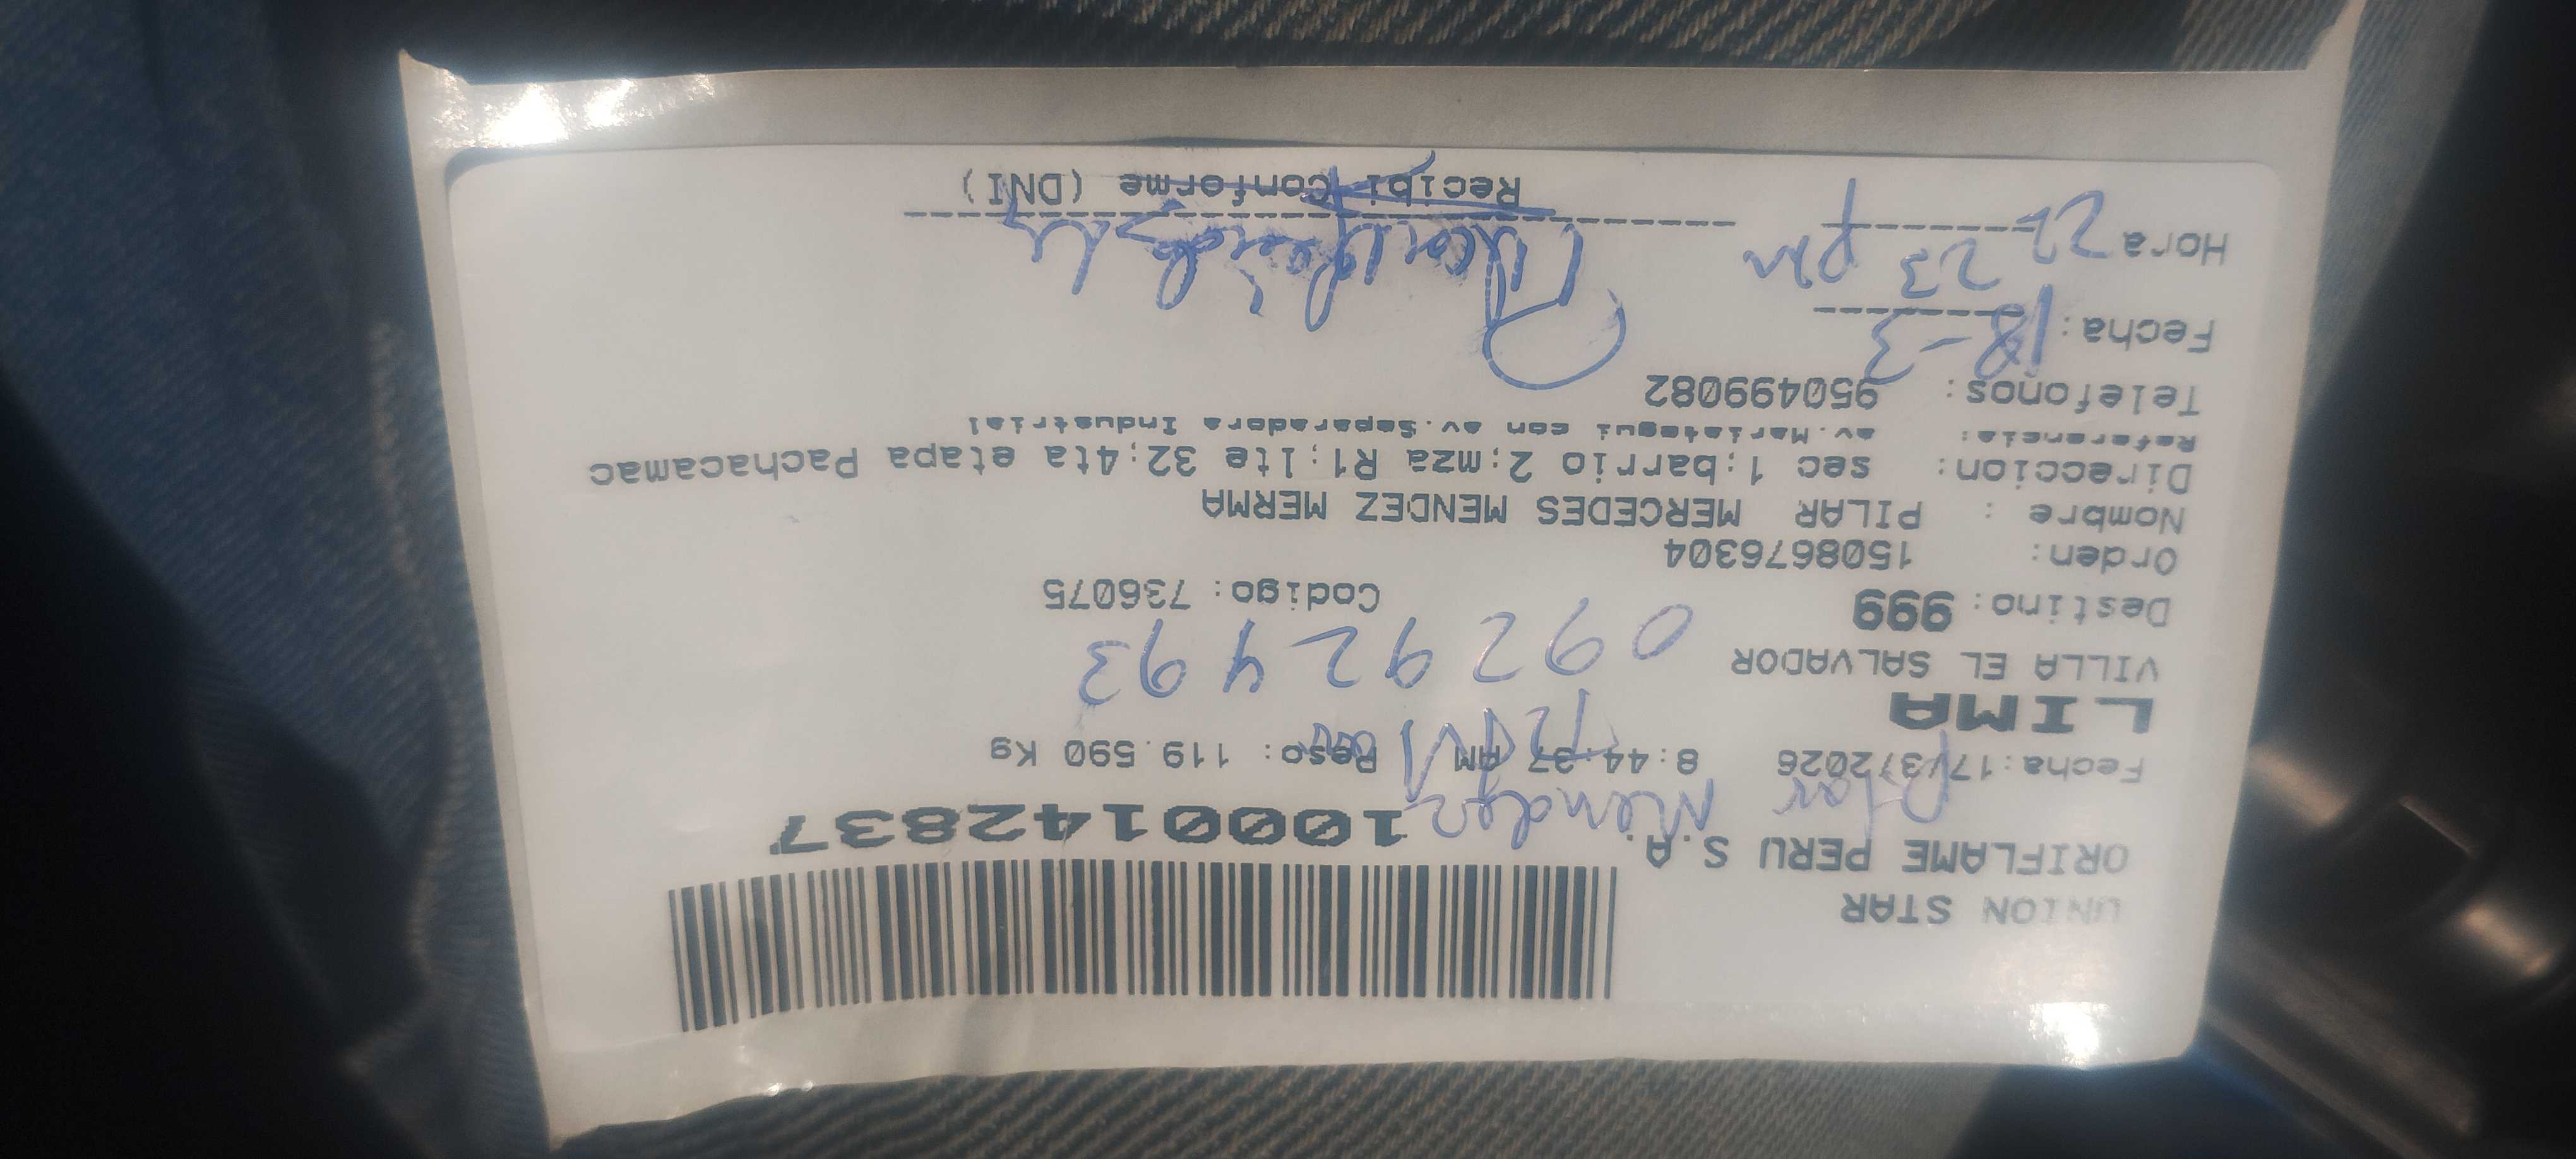 UNION STAR
ORIFLAME PERU S.A.
1000142837
Pilar Mendez
Fecha:17/3/2026 8:44:37 AM Peso: 119.590 Kg
LIMA
VILLA EL SALVADOR
09292493
Destino: 999 Codigo: 736075
Orden: 1508676304
Nombre : PILAR MERCEDES MENDEZ MERMA
Direccion: sec 1;barrio 2;mza R1;lte 32;4ta etapa Pachacamac
Referencia: av.Mariategui con av.Separadora Industrial
Telefonos: 950499082
Fecha: 18-3
Hora 22 23 pm
Recibi Conforme (DNI)